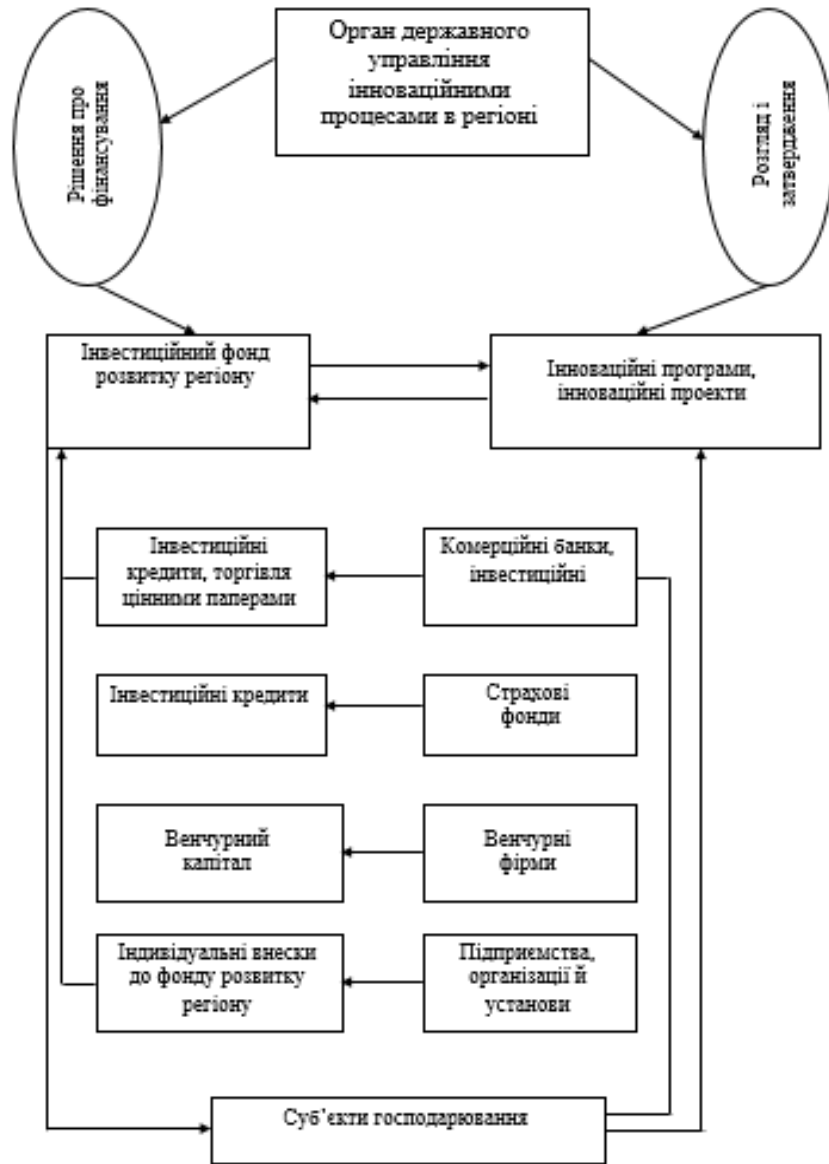 Орган державного
управління
інноваційними
процесами в регіоні
Рішення про
фінансування
Розгляд і
затвердження
Інвестиційний фонд
розвитку регіону
Інноваційні програми,
інноваційні проекти
Інвестиційні
кредити, торгівля
цінними паперами
Комерційні банки,
інвестиційні
Інвестиційні кредити
Страхові
фонди
Венчурний
капітал
Венчурні
фірми
Індивідуальні внески
до фонду розвитку
регіону
Підприємства,
організації й
установи
Суб’єкти господарювання